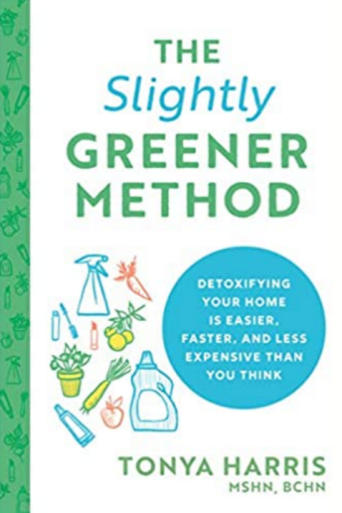 THE
Slightly
GREENER
METHOD
DETOXIFYING
YOUR HOME
IS EASIER,
FASTER, AND LESS
EXPENSIVE THAN
YOU THINK
TONYA HARRIS
MSHN, BCHN